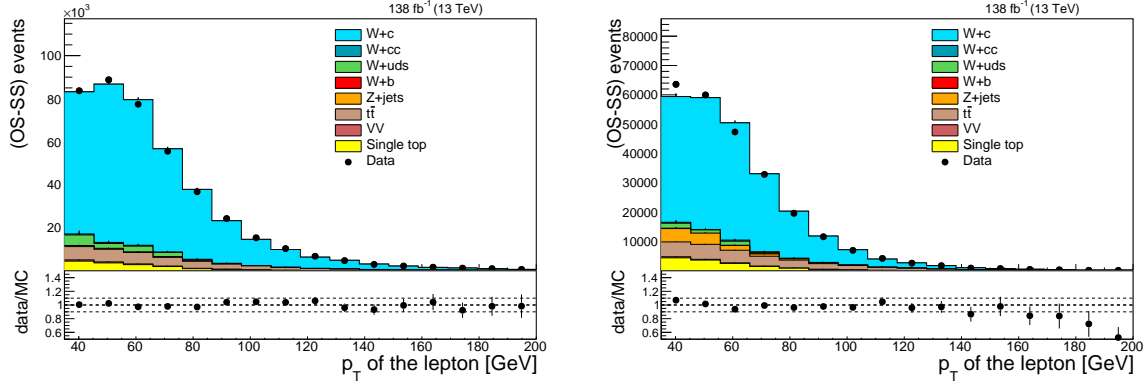 ×10³
138 fb⁻¹ (13 TeV)
(OS-SS) events
100
80
60
40
20
W+c
W+cc
W+uds
W+b
Z+jets
tt̄
VV
Single top
Data
data/MC
1.4
1.2
1
0.8
0.6
40 60 80 100 120 140 160 180 200
p_T of the lepton [GeV]
138 fb⁻¹ (13 TeV)
(OS-SS) events
80000
70000
60000
50000
40000
30000
20000
10000
W+c
W+cc
W+uds
W+b
Z+jets
tt̄
VV
Single top
Data
data/MC
1.4
1.2
1
0.8
0.6
40 60 80 100 120 140 160 180 200
p_T of the lepton [GeV]